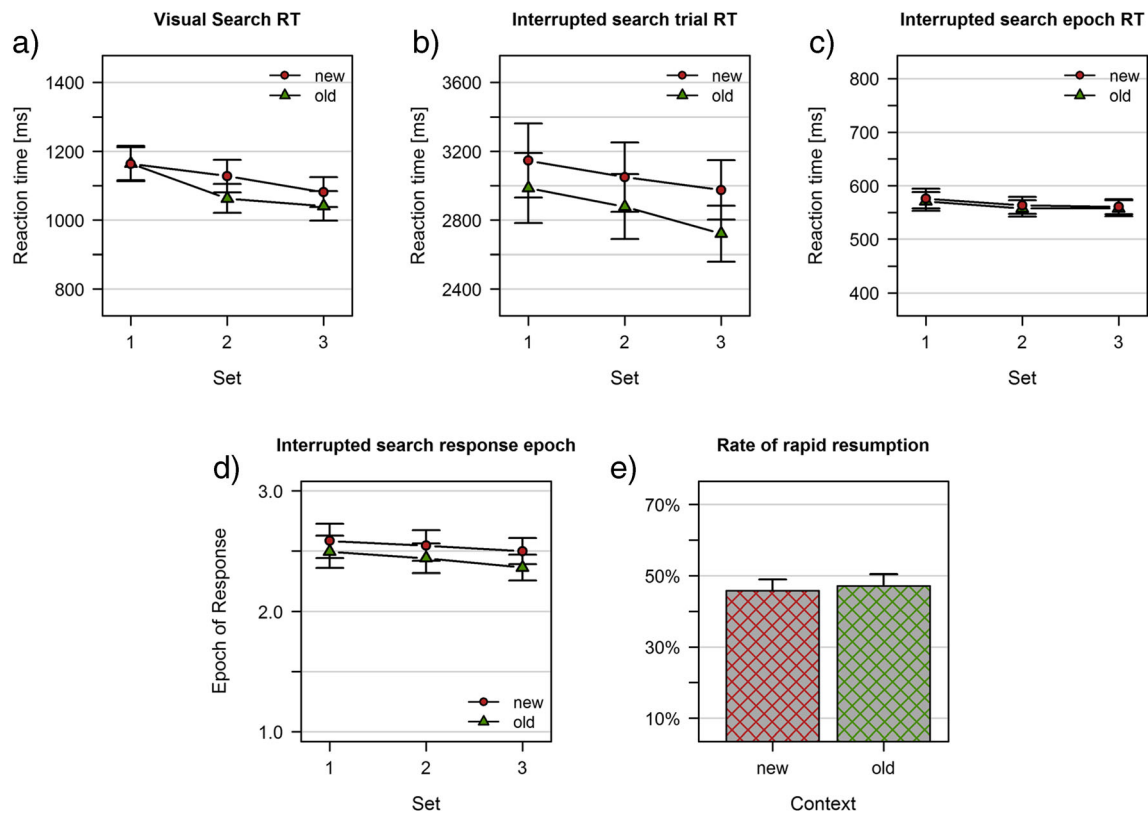 a)
Visual Search RT
1400
1200
1000
800
Reaction time [ms]
new
old
1 2 3
Set
b)
Interrupted search trial RT
3600
3200
2800
2400
Reaction time [ms]
new
old
1 2 3
Set
c)
Interrupted search epoch RT
800
700
600
500
400
Reaction time [ms]
new
old
1 2 3
Set
d)
Interrupted search response epoch
3.0
2.0
1.0
Epoch of Response
new
old
1 2 3
Set
e)
Rate of rapid resumption
70%
50%
30%
10%
new old
Context